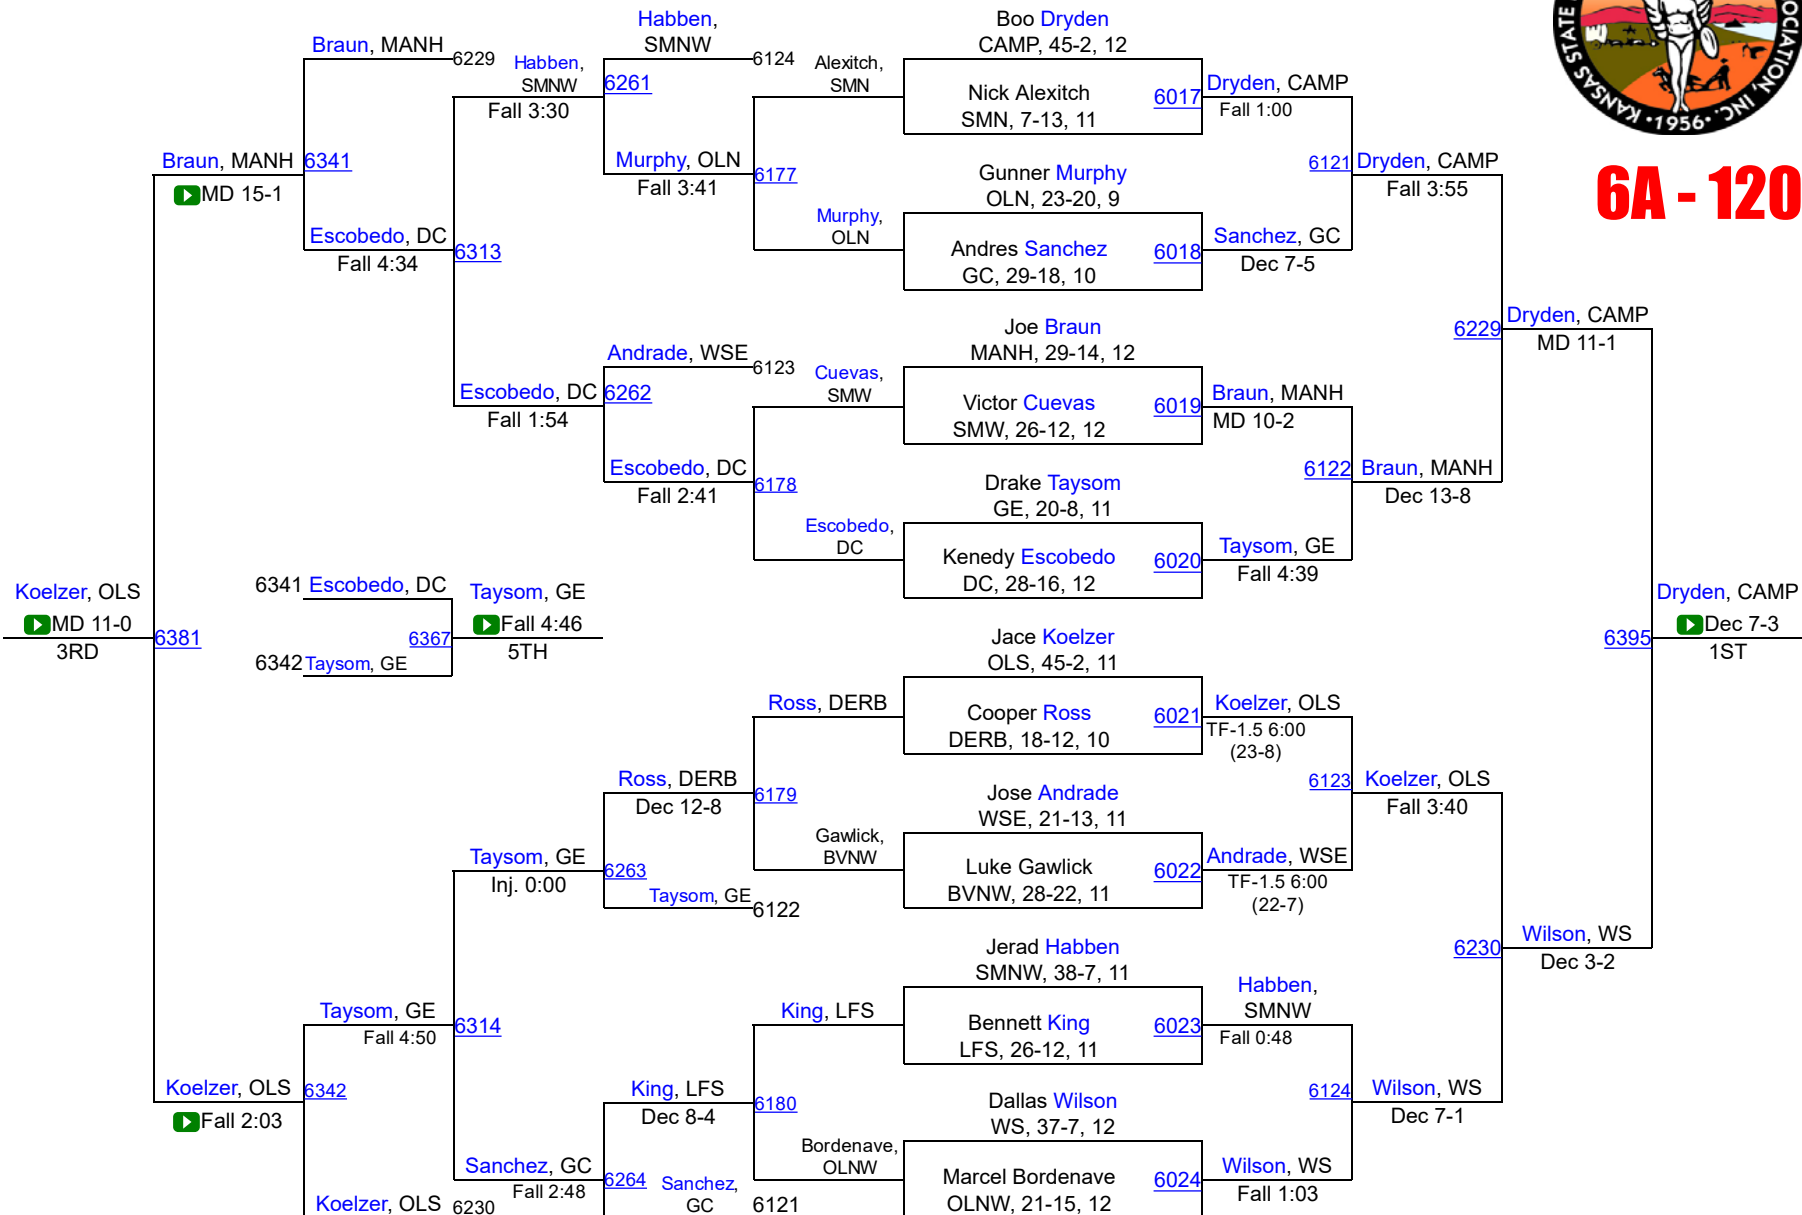 Habben,
SMNW
Boo Dryden
CAMP, 45-2, 12
Braun, MANH
6229
Habben,
SMNW
Fall 3:30
6261
6124
Alexitch,
SMN
Nick Alexitch
SMN, 7-13, 11
6017
Dryden, CAMP
Fall 1:00
KANSAS STATE
OCIATION, INC.
•1956•
6A - 120
Braun, MANH
MD 15-1
6341
Murphy, OLN
Fall 3:41
6177
Gunner Murphy
OLN, 23-20, 9
6121
Dryden, CAMP
Fall 3:55
Escobedo, DC
Fall 4:34
6313
Murphy,
OLN
Andres Sanchez
GC, 29-18, 10
6018
Sanchez, GC
Dec 7-5
Joe Braun
MANH, 29-14, 12
6229
Dryden, CAMP
MD 11-1
Andrade, WSE
6123
Escobedo, DC
Fall 1:54
6262
Cuevas,
SMW
Victor Cuevas
SMW, 26-12, 12
6019
Braun, MANH
MD 10-2
Escobedo, DC
Fall 2:41
6178
Drake Taysom
GE, 20-8, 11
6122
Braun, MANH
Dec 13-8
Escobedo,
DC
Kenedy Escobedo
DC, 28-16, 12
6020
Taysom, GE
Fall 4:39
Koelzer, OLS
MD 11-0
3RD
6381
6341
Escobedo, DC
6342
Taysom, GE
6367
Taysom, GE
Fall 4:46
5TH
Jace Koelzer
OLS, 45-2, 11
6395
Dryden, CAMP
Dec 7-3
1ST
Ross, DERB
Cooper Ross
DERB, 18-12, 10
6021
Koelzer, OLS
TF-1.5 6:00
(23-8)
Ross, DERB
Dec 12-8
6179
Jose Andrade
WSE, 21-13, 11
6123
Koelzer, OLS
Fall 3:40
Taysom, GE
Inj. 0:00
6263
Taysom, GE
6122
Gawlick,
BVNW
Luke Gawlick
BVNW, 28-22, 11
6022
Andrade, WSE
TF-1.5 6:00
(22-7)
Jerad Habben
SMNW, 38-7, 11
6230
Wilson, WS
Dec 3-2
Taysom, GE
Fall 4:50
6314
King, LFS
Bennett King
LFS, 26-12, 11
6023
Habben,
SMNW
Fall 0:48
Koelzer, OLS
Fall 2:03
6342
King, LFS
Dec 8-4
6180
Dallas Wilson
WS, 37-7, 12
6124
Wilson, WS
Dec 7-1
Sanchez, GC
Fall 2:48
6264
Sanchez,
GC
6121
Bordenave,
OLNW
Marcel Bordenave
OLNW, 21-15, 12
6024
Wilson, WS
Fall 1:03
Koelzer, OLS
6230